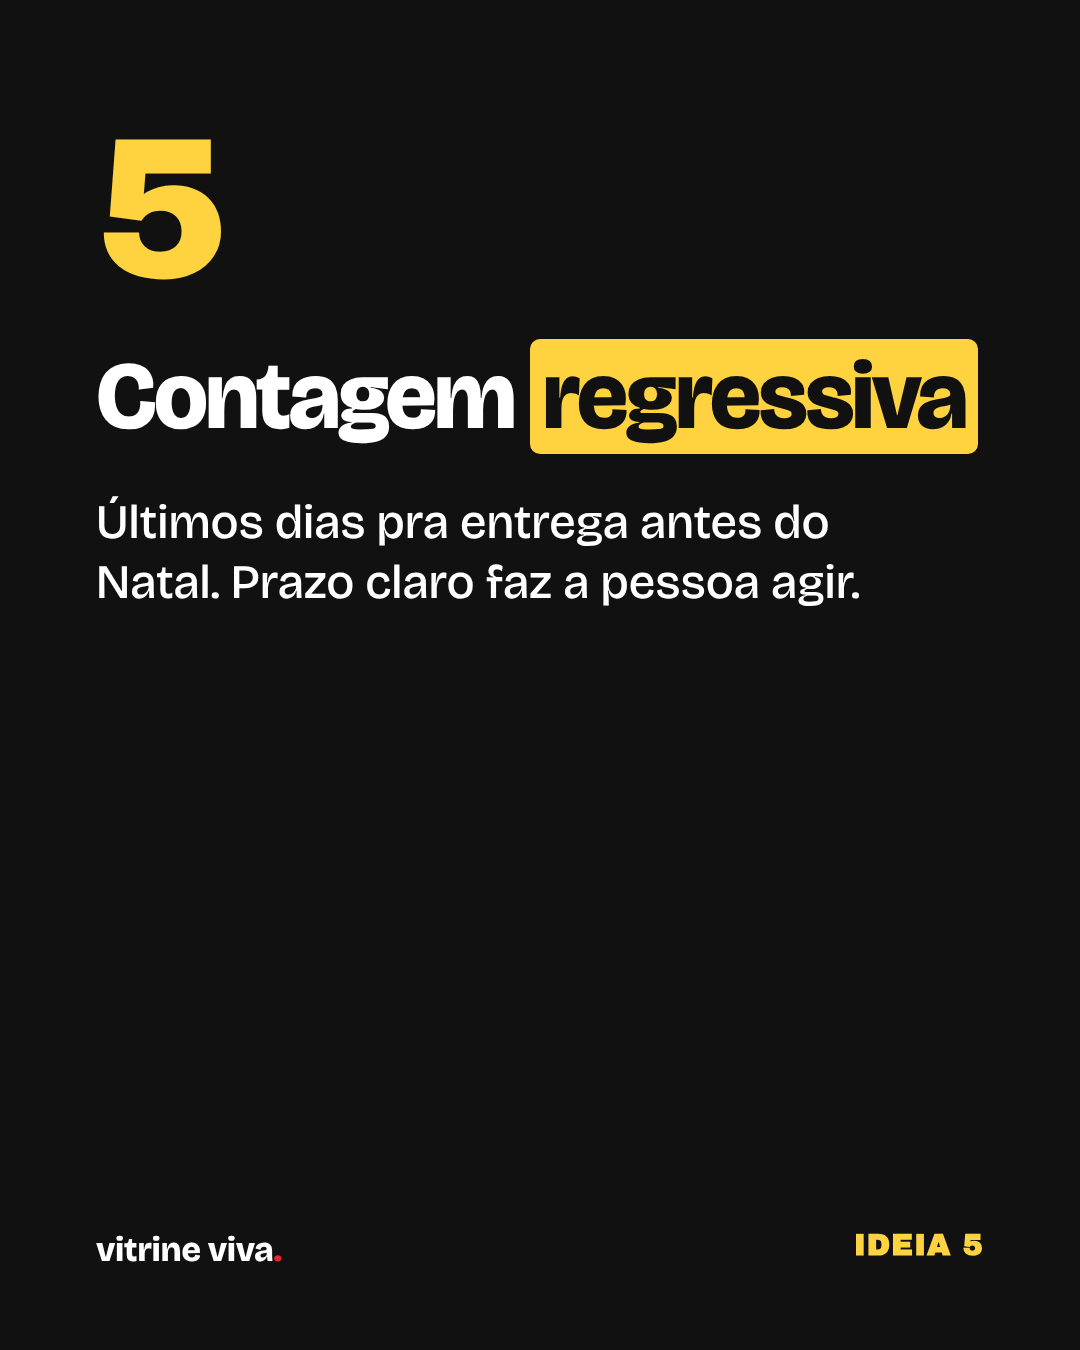 5
Contagem regressiva
Últimos dias pra entrega antes do
Natal. Prazo claro faz a pessoa agir.
vitrine viva.
IDEIA 5